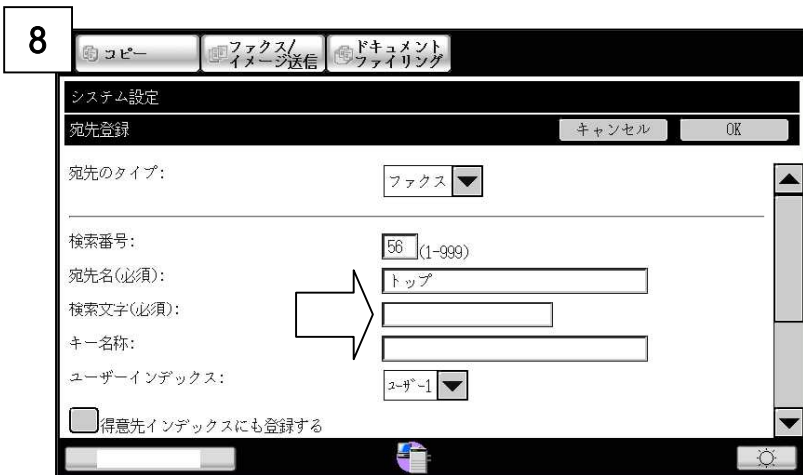 8
コピー
ファクス/
イメージ送信
ドキュメント
ファイリング
システム設定
宛先登録
キャンセル
OK
宛先のタイプ:
ファクス
検索番号:
56 (1-999)
宛先名(必須):
トップ
検索文字(必須):
キー名称:
ユーザーインデックス:
ユーザー1
得意先インデックスにも登録する